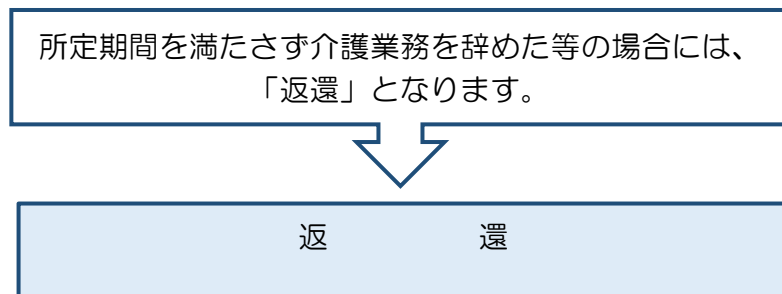 所定期間を満たさず介護業務を辞めた等の場合には、
「返還」となります。
返　　　　　還